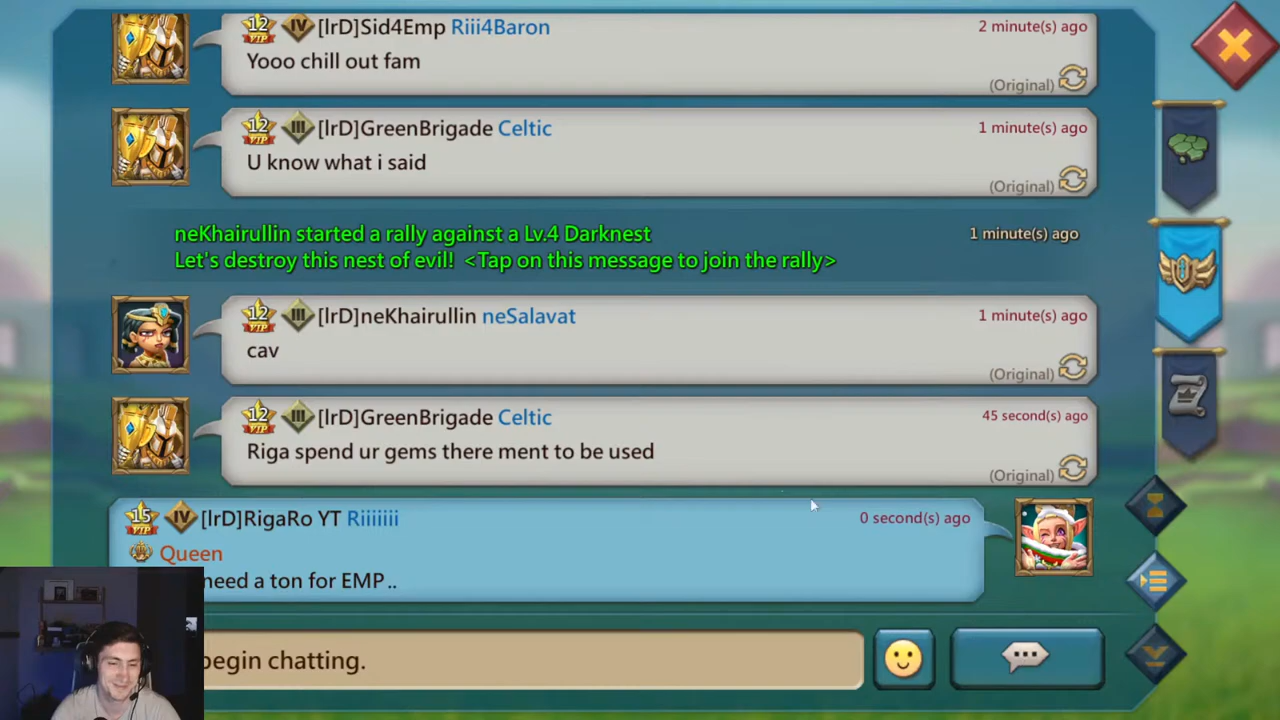 12 VIP IV [lrD]Sid4Emp Riii4Baron 2 minute(s) ago
Yooo chill out fam
(Original)
12 VIP III [lrD]GreenBrigade Celtic 1 minute(s) ago
U know what i said
(Original)
neKhairullin started a rally against a Lv.4 Darknest 1 minute(s) ago
Let's destroy this nest of evil! <Tap on this message to join the rally>
12 VIP III [lrD]neKhairullin neSalavat 1 minute(s) ago
cav
(Original)
12 VIP III [lrD]GreenBrigade Celtic 45 second(s) ago
Riga spend ur gems there ment to be used
(Original)
15 VIP IV [lrD]RigaRo YT Riiiiiii 0 second(s) ago
Queen
need a ton for EMP..
begin chatting.